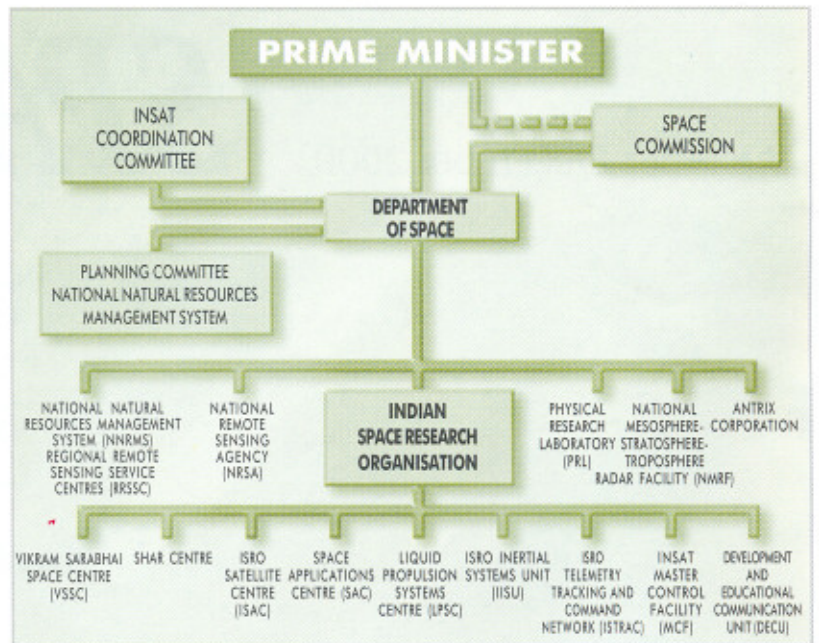 PRIME MINISTER
INSAT
COORDINATION
COMMITTEE
SPACE
COMMISSION
DEPARTMENT
OF SPACE
PLANNING COMMITTEE
NATIONAL NATURAL RESOURCES
MANAGEMENT SYSTEM
NATIONAL NATURAL
RESOURCES MANAGEMENT
SYSTEM (NNRMS)
REGIONAL REMOTE
SENSING SERVICE
CENTRES (RRSSC)
NATIONAL
REMOTE
SENSING
AGENCY
(NRSA)
INDIAN
SPACE RESEARCH
ORGANISATION
PHYSICAL
RESEARCH
LABORATORY
(PRL)
NATIONAL
MESOSPHERE-
STRATOSPHERE-
TROPOSPHERE
RADAR FACILITY (NMRF)
ANTRIX
CORPORATION
VIKRAM SARABHAI
SPACE CENTRE
(VSSC)
SHAR CENTRE
ISRO
SATELLITE
CENTRE
(ISAC)
SPACE
APPLICATIONS
CENTRE (SAC)
LIQUID
PROPULSION
SYSTEMS
CENTRE (LPSC)
ISRO INERTIAL
SYSTEMS UNIT
(IISU)
ISRO
TELEMETRY
TRACKING AND
COMMAND
NETWORK (ISTRAC)
INSAT
MASTER
CONTROL
FACILITY
(MCF)
DEVELOPMENT
AND
EDUCATIONAL
COMMUNICATION
UNIT (DECU)